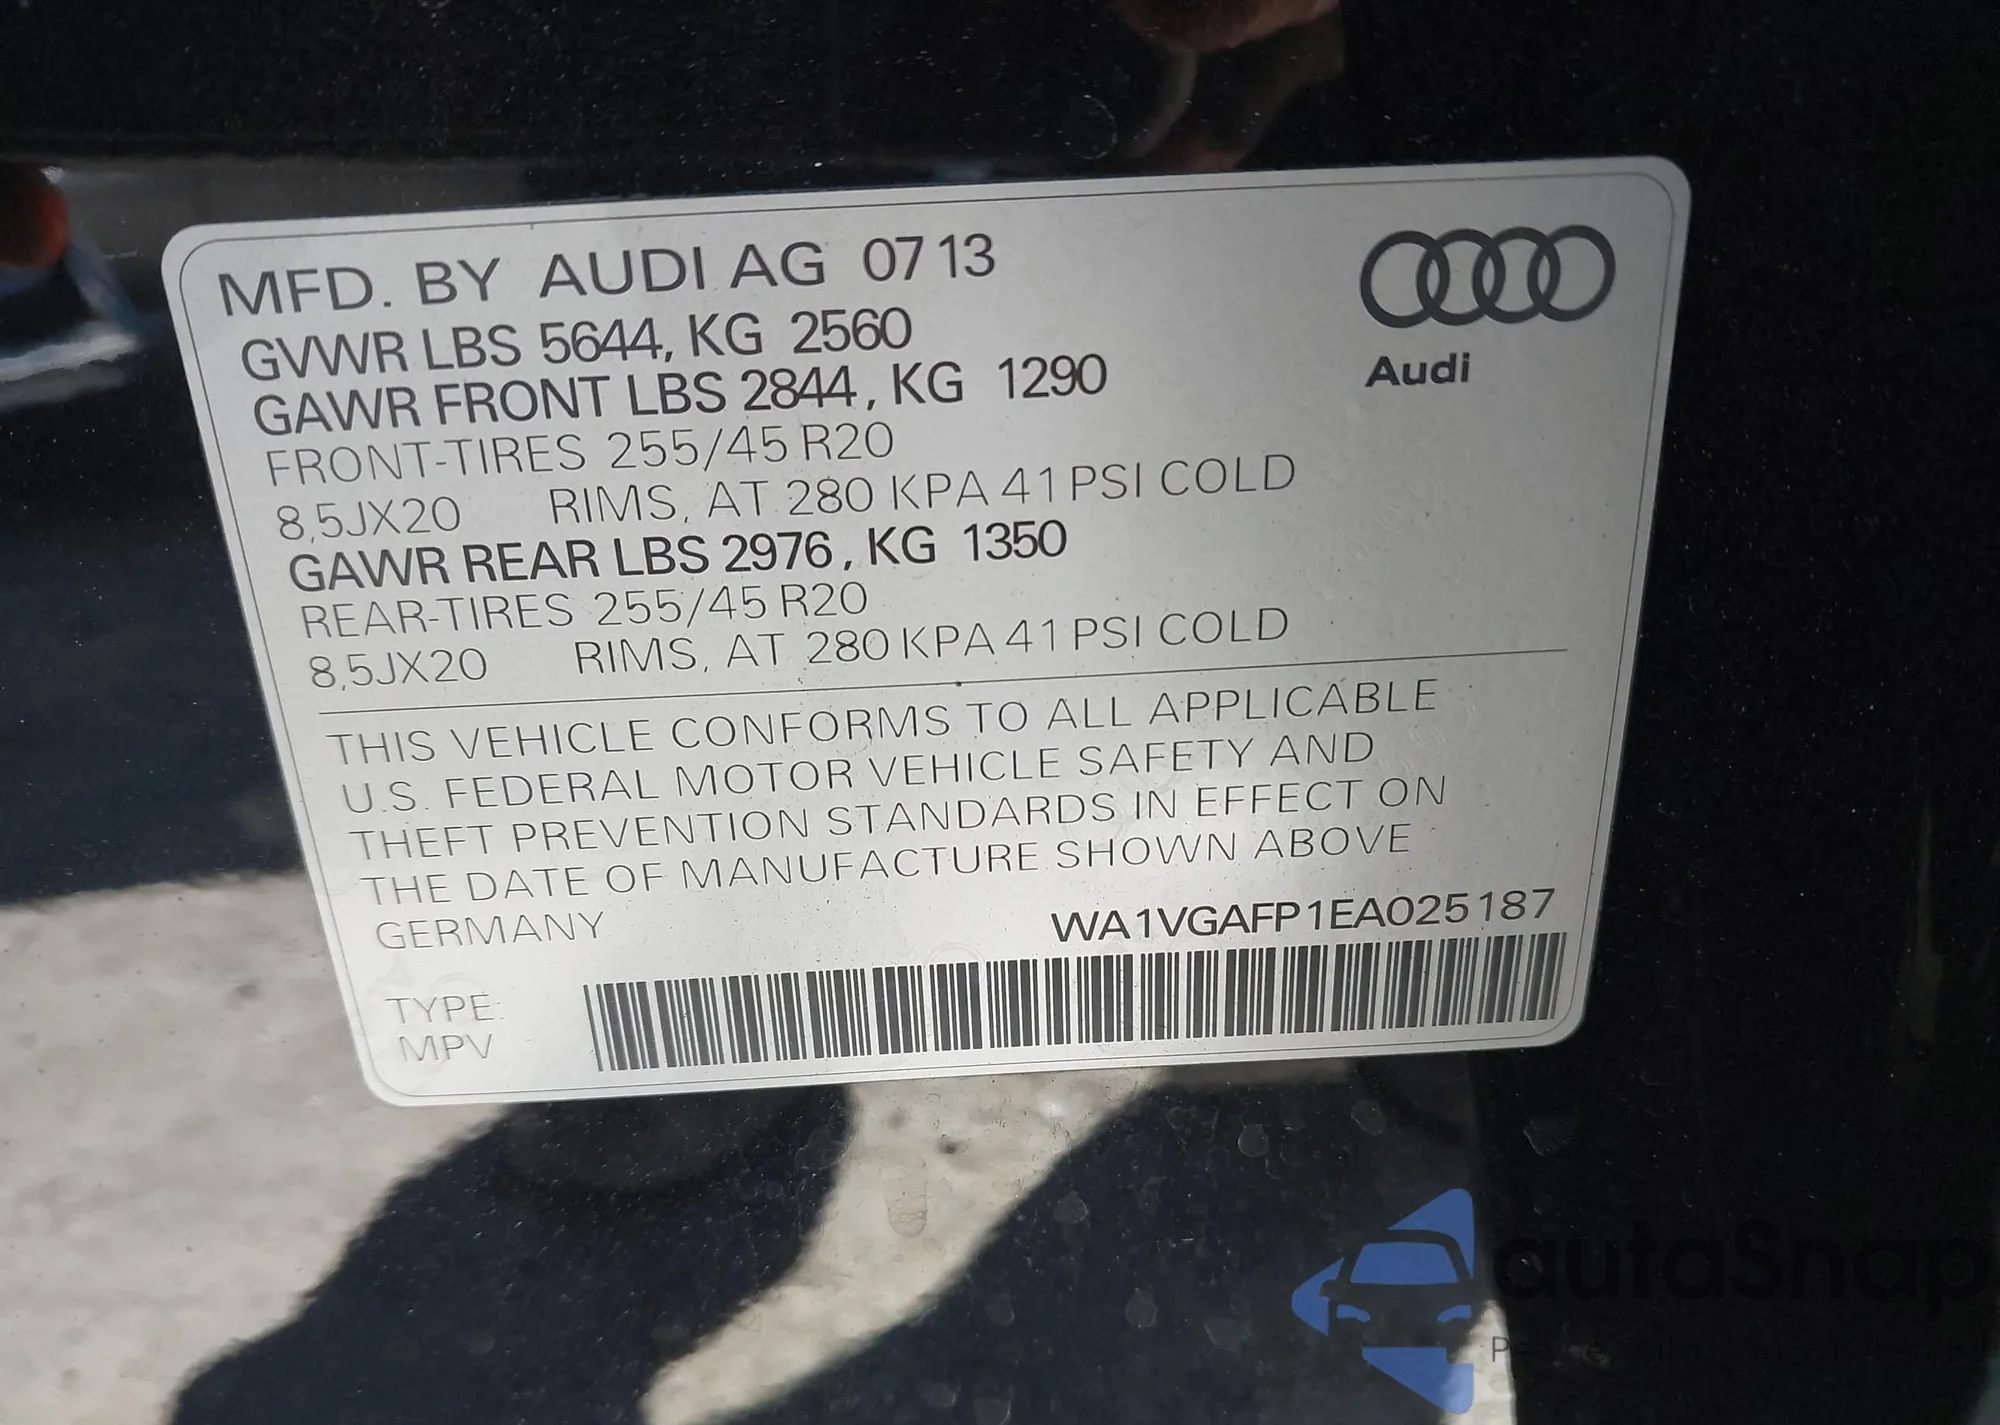 MFD. BY AUDI AG 07 13
GVWR LBS 5644, KG 2560
GAWR FRONT LBS 2844, KG 1290
FRONT-TIRES 255/45 R20
8,5JX20 RIMS, AT 280 KPA 41 PSI COLD
GAWR REAR LBS 2976, KG 1350
REAR-TIRES 255/45 R20
8,5JX20 RIMS, AT 280 KPA 41 PSI COLD
Audi
THIS VEHICLE CONFORMS TO ALL APPLICABLE
U.S. FEDERAL MOTOR VEHICLE SAFETY AND
THEFT PREVENTION STANDARDS IN EFFECT ON
THE DATE OF MANUFACTURE SHOWN ABOVE
GERMANY WA1VGAFP1EA025187
TYPE:
MPV
autoSnap